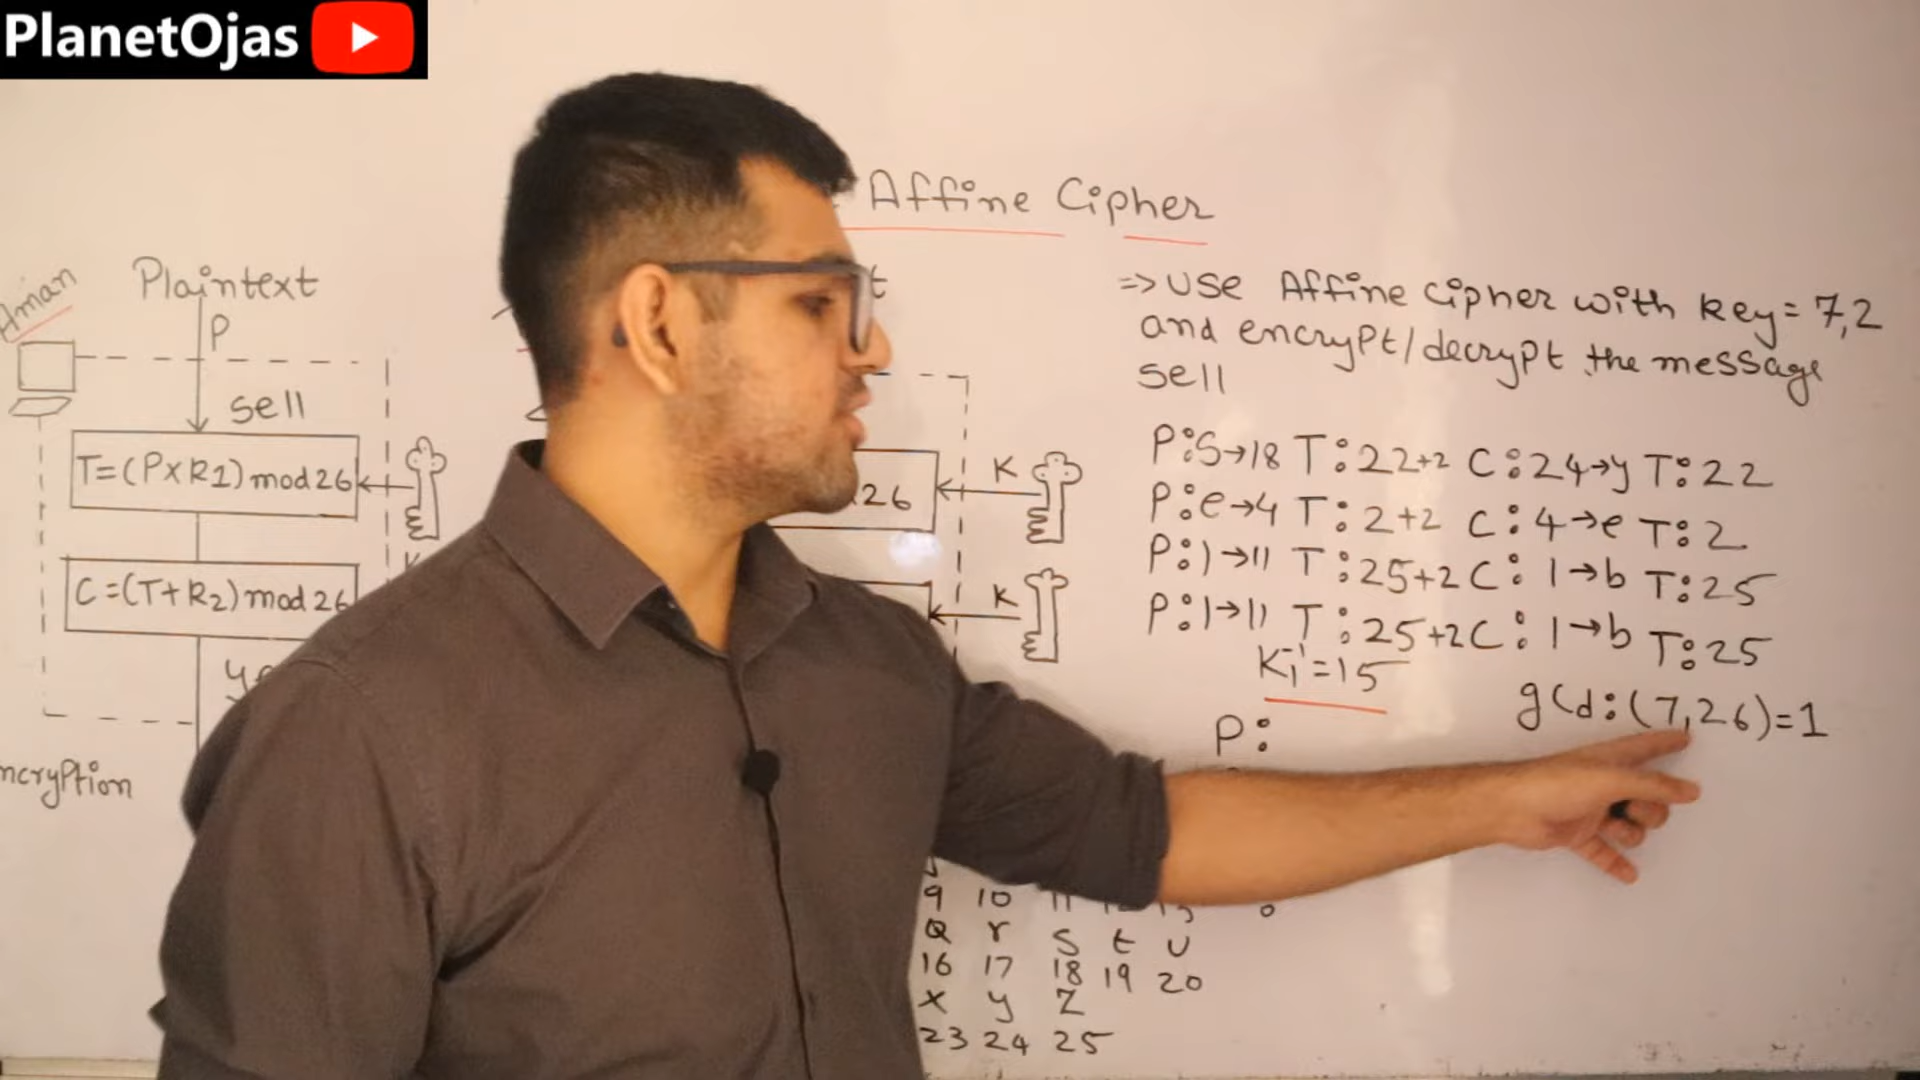 PlanetOjas
Affine Cipher
Aman
Plaintext
P
sell
T=(PXK1) mod 26
C=(T+K2) mod 26
ncryption
t
26
K
K
=> Use Affine cipher with key = 7,2
and encrypt/decrypt the message
sell
P:S→18 T:22+2 C:24→y T:22
P:e→4 T:2+2 C:4→e T:2
P:l→11 T:25+2 C:1→b T:25
P:l→11 T:25+2 C:1→b T:25
K₁⁻¹=15
gcd:(7,26)=1
P:
9 10 11
Q r S t U
16 17 18 19 20
X y Z
23 24 25